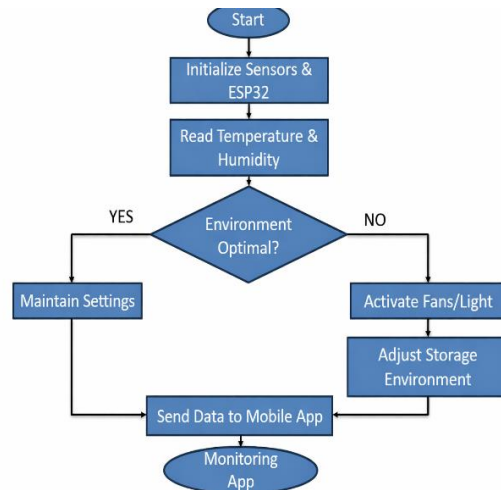 Start
Initialize Sensors &
ESP32
Read Temperature &
Humidity
YES
Environment
Optimal?
NO
Maintain Settings
Activate Fans/Light
Adjust Storage
Environment
Send Data to Mobile App
Monitoring
App